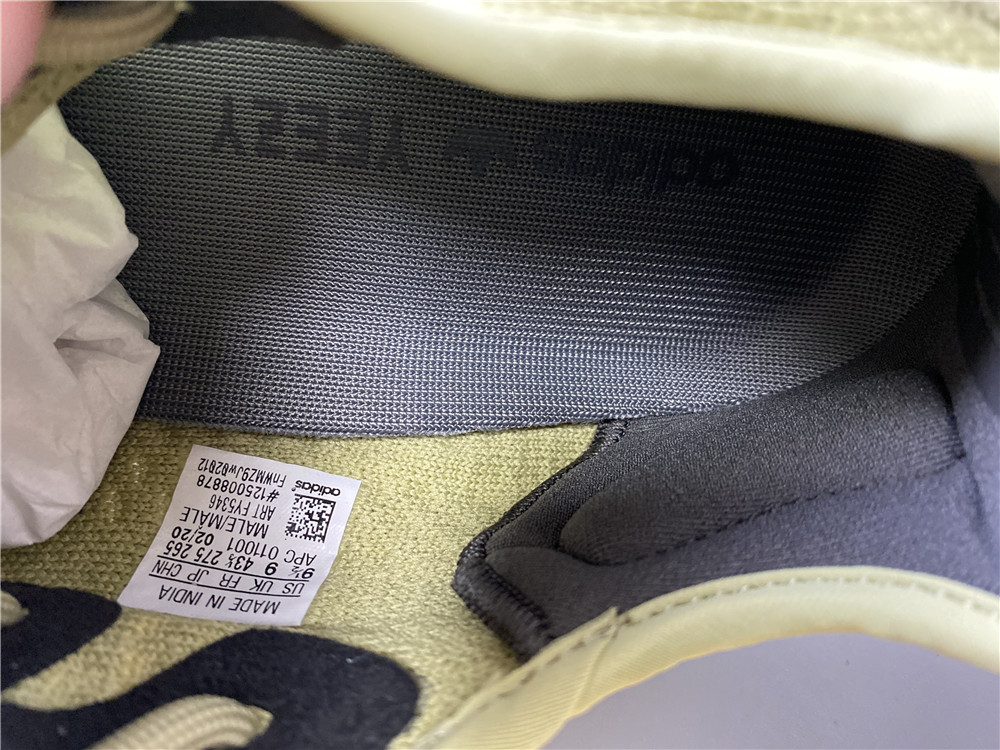 adidas YEEZY
MADE IN INDIA
US UK FR JP CHN
9½ 9 43⅓ 275 265
APC 011001 02/20
MALE/MALE
ART FY5346
#125008878
FnWMZ9Jw02012
adidas